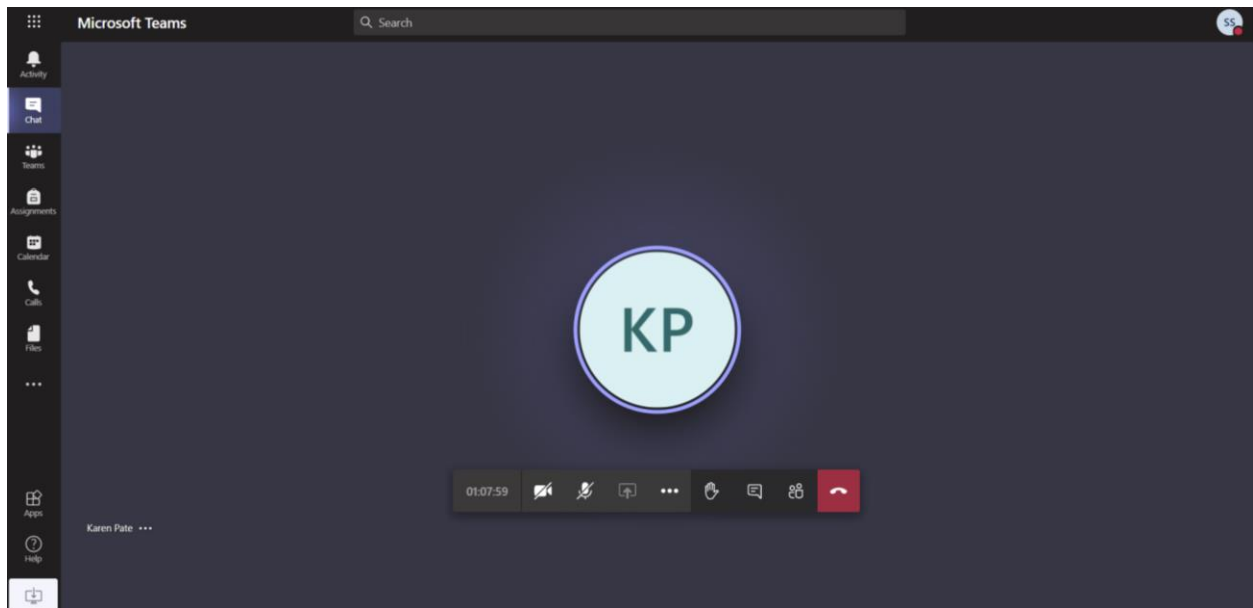 Microsoft Teams
Search
SS
Activity
Chat
Teams
Assignments
Calendar
Calls
Files
KP
01:07:59
Karen Pate
Apps
Help